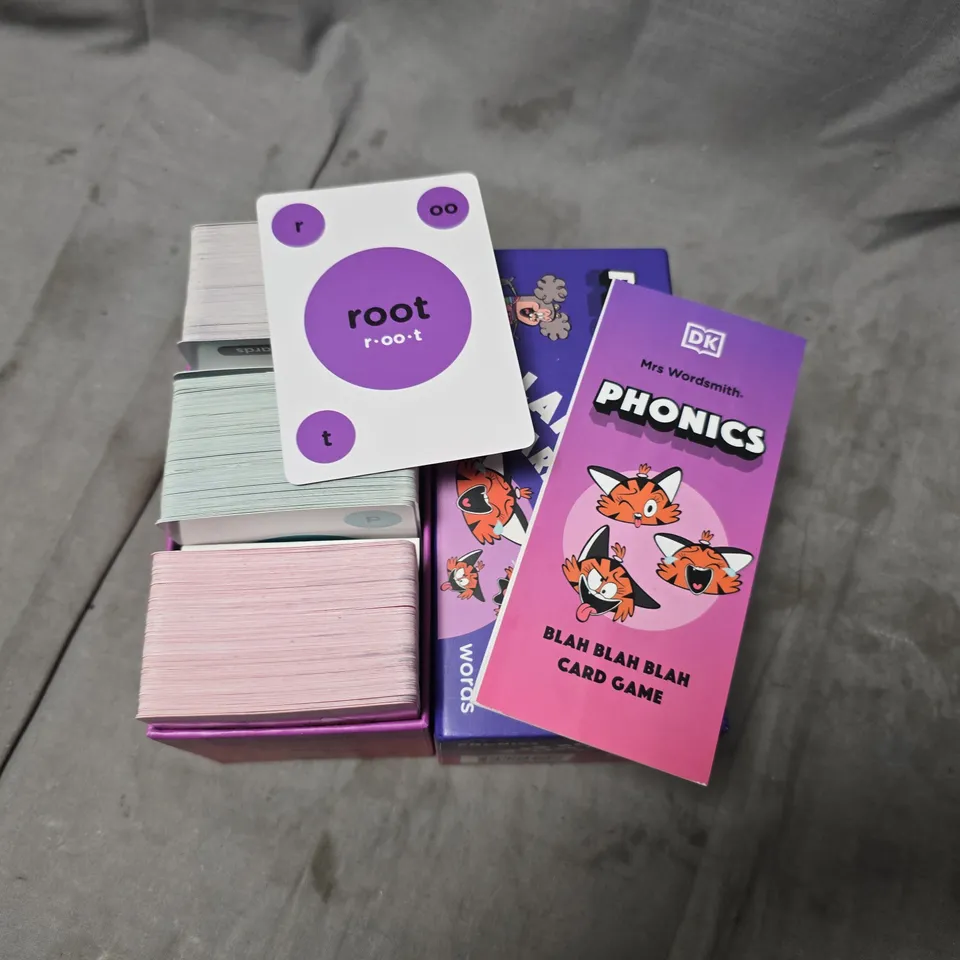 r
oo
root
r·oo·t
t
P
words
DK
Mrs Wordsmith.
PHONICS
BLAH BLAH BLAH
CARD GAME